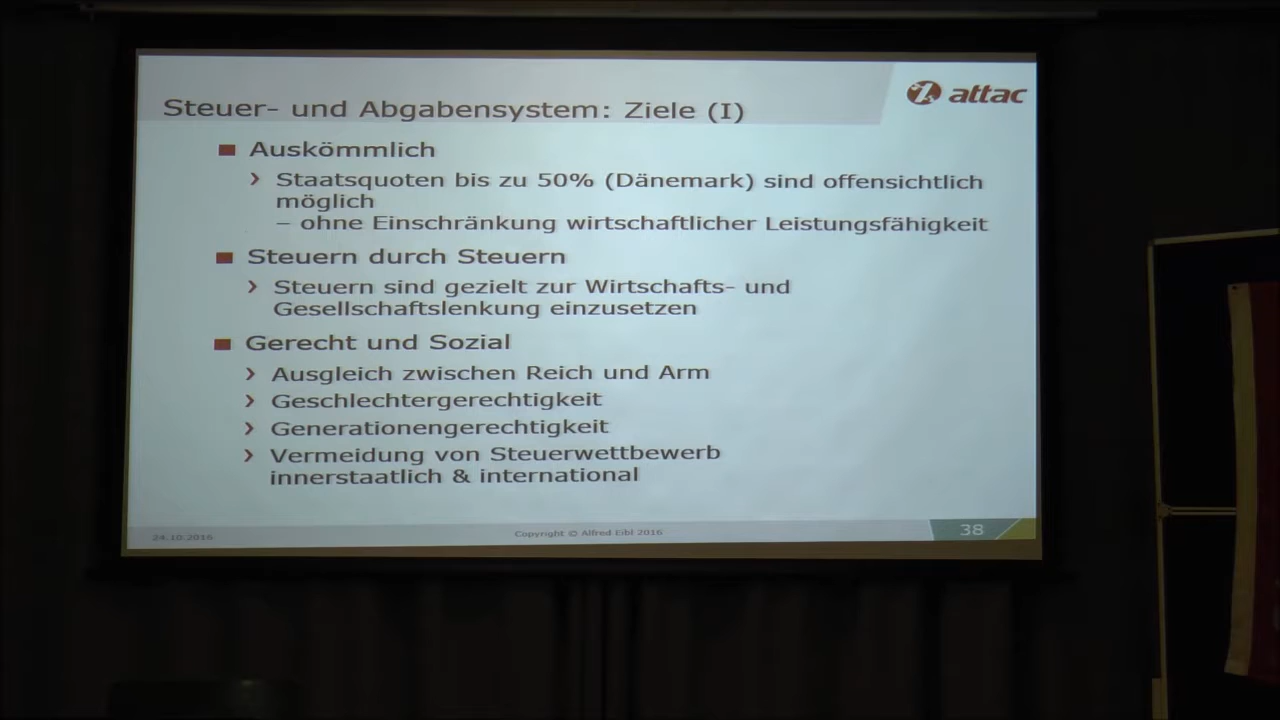 attac
Steuer- und Abgabensystem: Ziele (I)
Auskömmlich
Staatsquoten bis zu 50% (Dänemark) sind offensichtlich
möglich
– ohne Einschränkung wirtschaftlicher Leistungsfähigkeit
Steuern durch Steuern
Steuern sind gezielt zur Wirtschafts- und
Gesellschaftslenkung einzusetzen
Gerecht und Sozial
Ausgleich zwischen Reich und Arm
Geschlechtergerechtigkeit
Generationengerechtigkeit
Vermeidung von Steuerwettbewerb
innerstaatlich & international
24.10.2016
Copyright © Alfred Eibl 2016
38